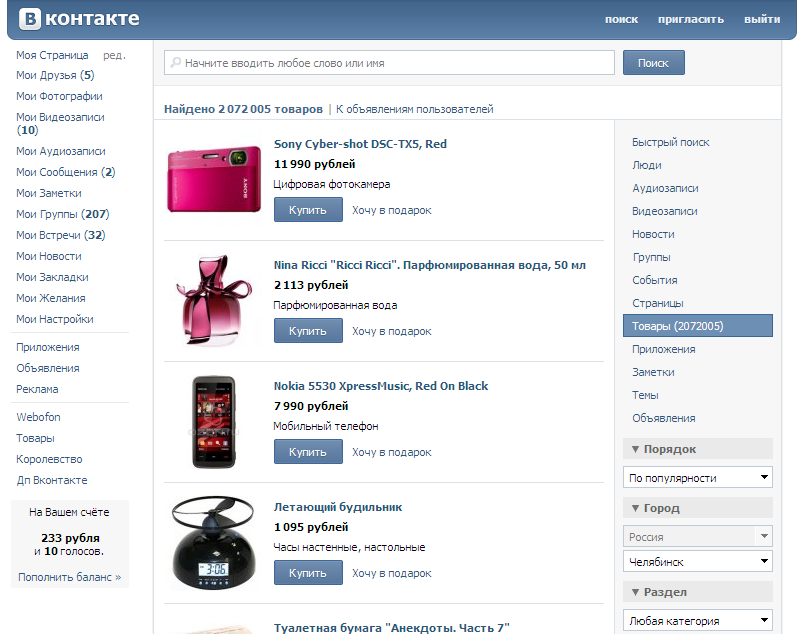 В контакте
поиск пригласить выйти
Моя Страница ред.
Мои Друзья (5)
Мои Фотографии
Мои Видеозаписи
(10)
Мои Аудиозаписи
Мои Сообщения (2)
Мои Заметки
Мои Группы (207)
Мои Встречи (32)
Мои Новости
Мои Закладки
Мои Желания
Мои Настройки
Приложения
Объявления
Реклама
Webofon
Товары
Королевство
Дп Вконтакте
На Вашем счёте
233 рубля
и 10 голосов.
Пополнить баланс »
Начните вводить любое слово или имя
Поиск
Найдено 2 072 005 товаров | К объявлениям пользователей
Sony Cyber-shot DSC-TX5, Red
11 990 рублей
Цифровая фотокамера
Купить Хочу в подарок
Nina Ricci "Ricci Ricci". Парфюмированная вода, 50 мл
2 113 рублей
Парфюмированная вода
Купить Хочу в подарок
Nokia 5530 XpressMusic, Red On Black
7 990 рублей
Мобильный телефон
Купить Хочу в подарок
Летающий будильник
1 095 рублей
Часы настенные, настольные
Купить Хочу в подарок
Туалетная бумага "Анекдоты. Часть 7"
SONY
3:06
Быстрый поиск
Люди
Аудиозаписи
Видеозаписи
Новости
Группы
События
Страницы
Товары (2072005)
Приложения
Заметки
Темы
Объявления
▼ Порядок
По популярности
▼ Город
Россия
Челябинск
▼ Раздел
Любая категория